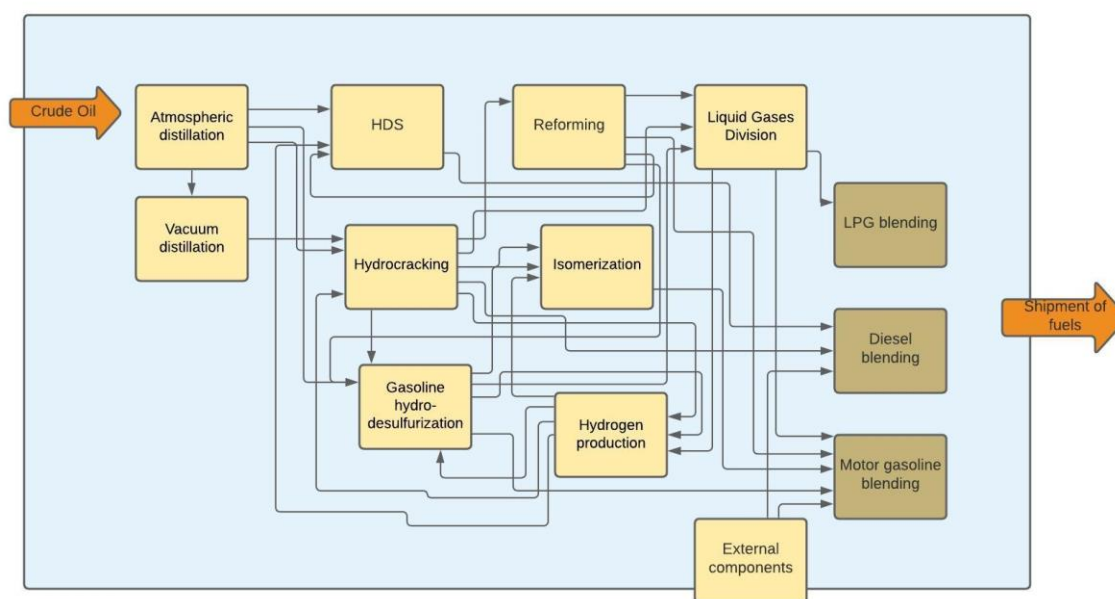 Crude Oil
Atmospheric
distillation
HDS
Reforming
Liquid Gases
Division
LPG blending
Vacuum
distillation
Hydrocracking
Isomerization
Shipment of
fuels
Diesel
blending
Gasoline
hydro-
desulfurization
Hydrogen
production
Motor gasoline
blending
External
components